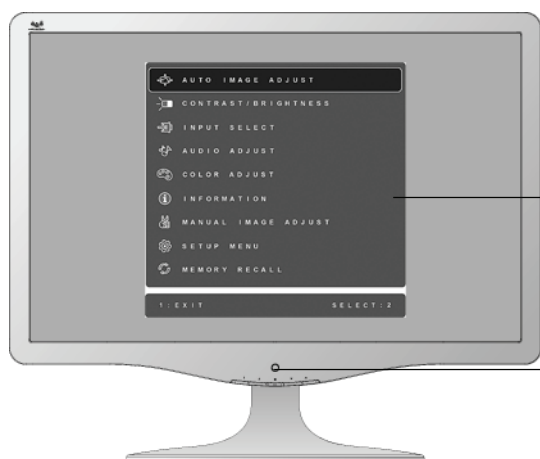 AUTO IMAGE ADJUST
CONTRAST/BRIGHTNESS
INPUT SELECT
AUDIO ADJUST
COLOR ADJUST
INFORMATION
MANUAL IMAGE ADJUST
SETUP MENU
MEMORY RECALL
1:EXIT SELECT:2